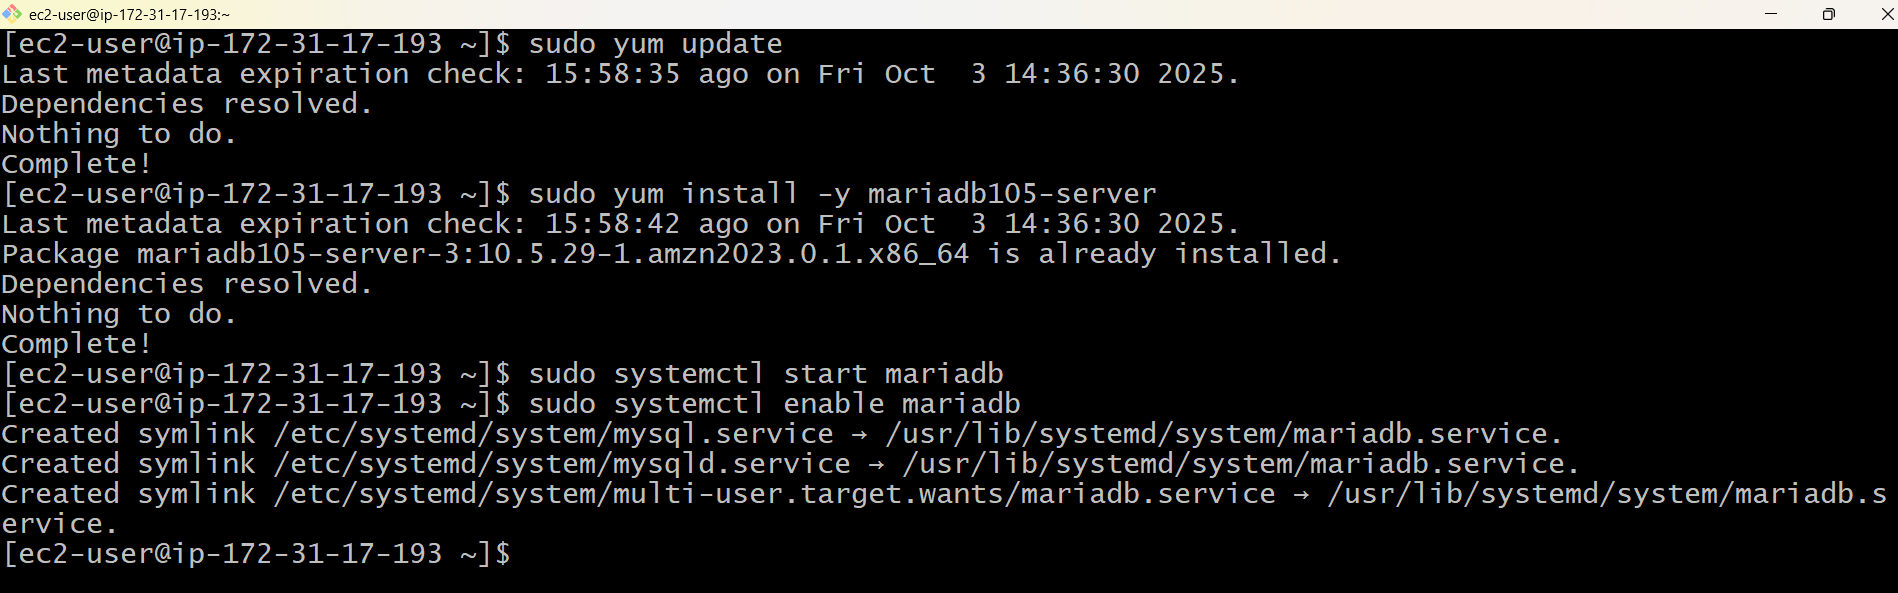 ec2-user@ip-172-31-17-193:~
[ec2-user@ip-172-31-17-193 ~]$ sudo yum update
Last metadata expiration check: 15:58:35 ago on Fri Oct  3 14:36:30 2025.
Dependencies resolved.
Nothing to do.
Complete!
[ec2-user@ip-172-31-17-193 ~]$ sudo yum install -y mariadb105-server
Last metadata expiration check: 15:58:42 ago on Fri Oct  3 14:36:30 2025.
Package mariadb105-server-3:10.5.29-1.amzn2023.0.1.x86_64 is already installed.
Dependencies resolved.
Nothing to do.
Complete!
[ec2-user@ip-172-31-17-193 ~]$ sudo systemctl start mariadb
[ec2-user@ip-172-31-17-193 ~]$ sudo systemctl enable mariadb
Created symlink /etc/systemd/system/mysql.service → /usr/lib/systemd/system/mariadb.service.
Created symlink /etc/systemd/system/mysqld.service → /usr/lib/systemd/system/mariadb.service.
Created symlink /etc/systemd/system/multi-user.target.wants/mariadb.service → /usr/lib/systemd/system/mariadb.s
ervice.
[ec2-user@ip-172-31-17-193 ~]$